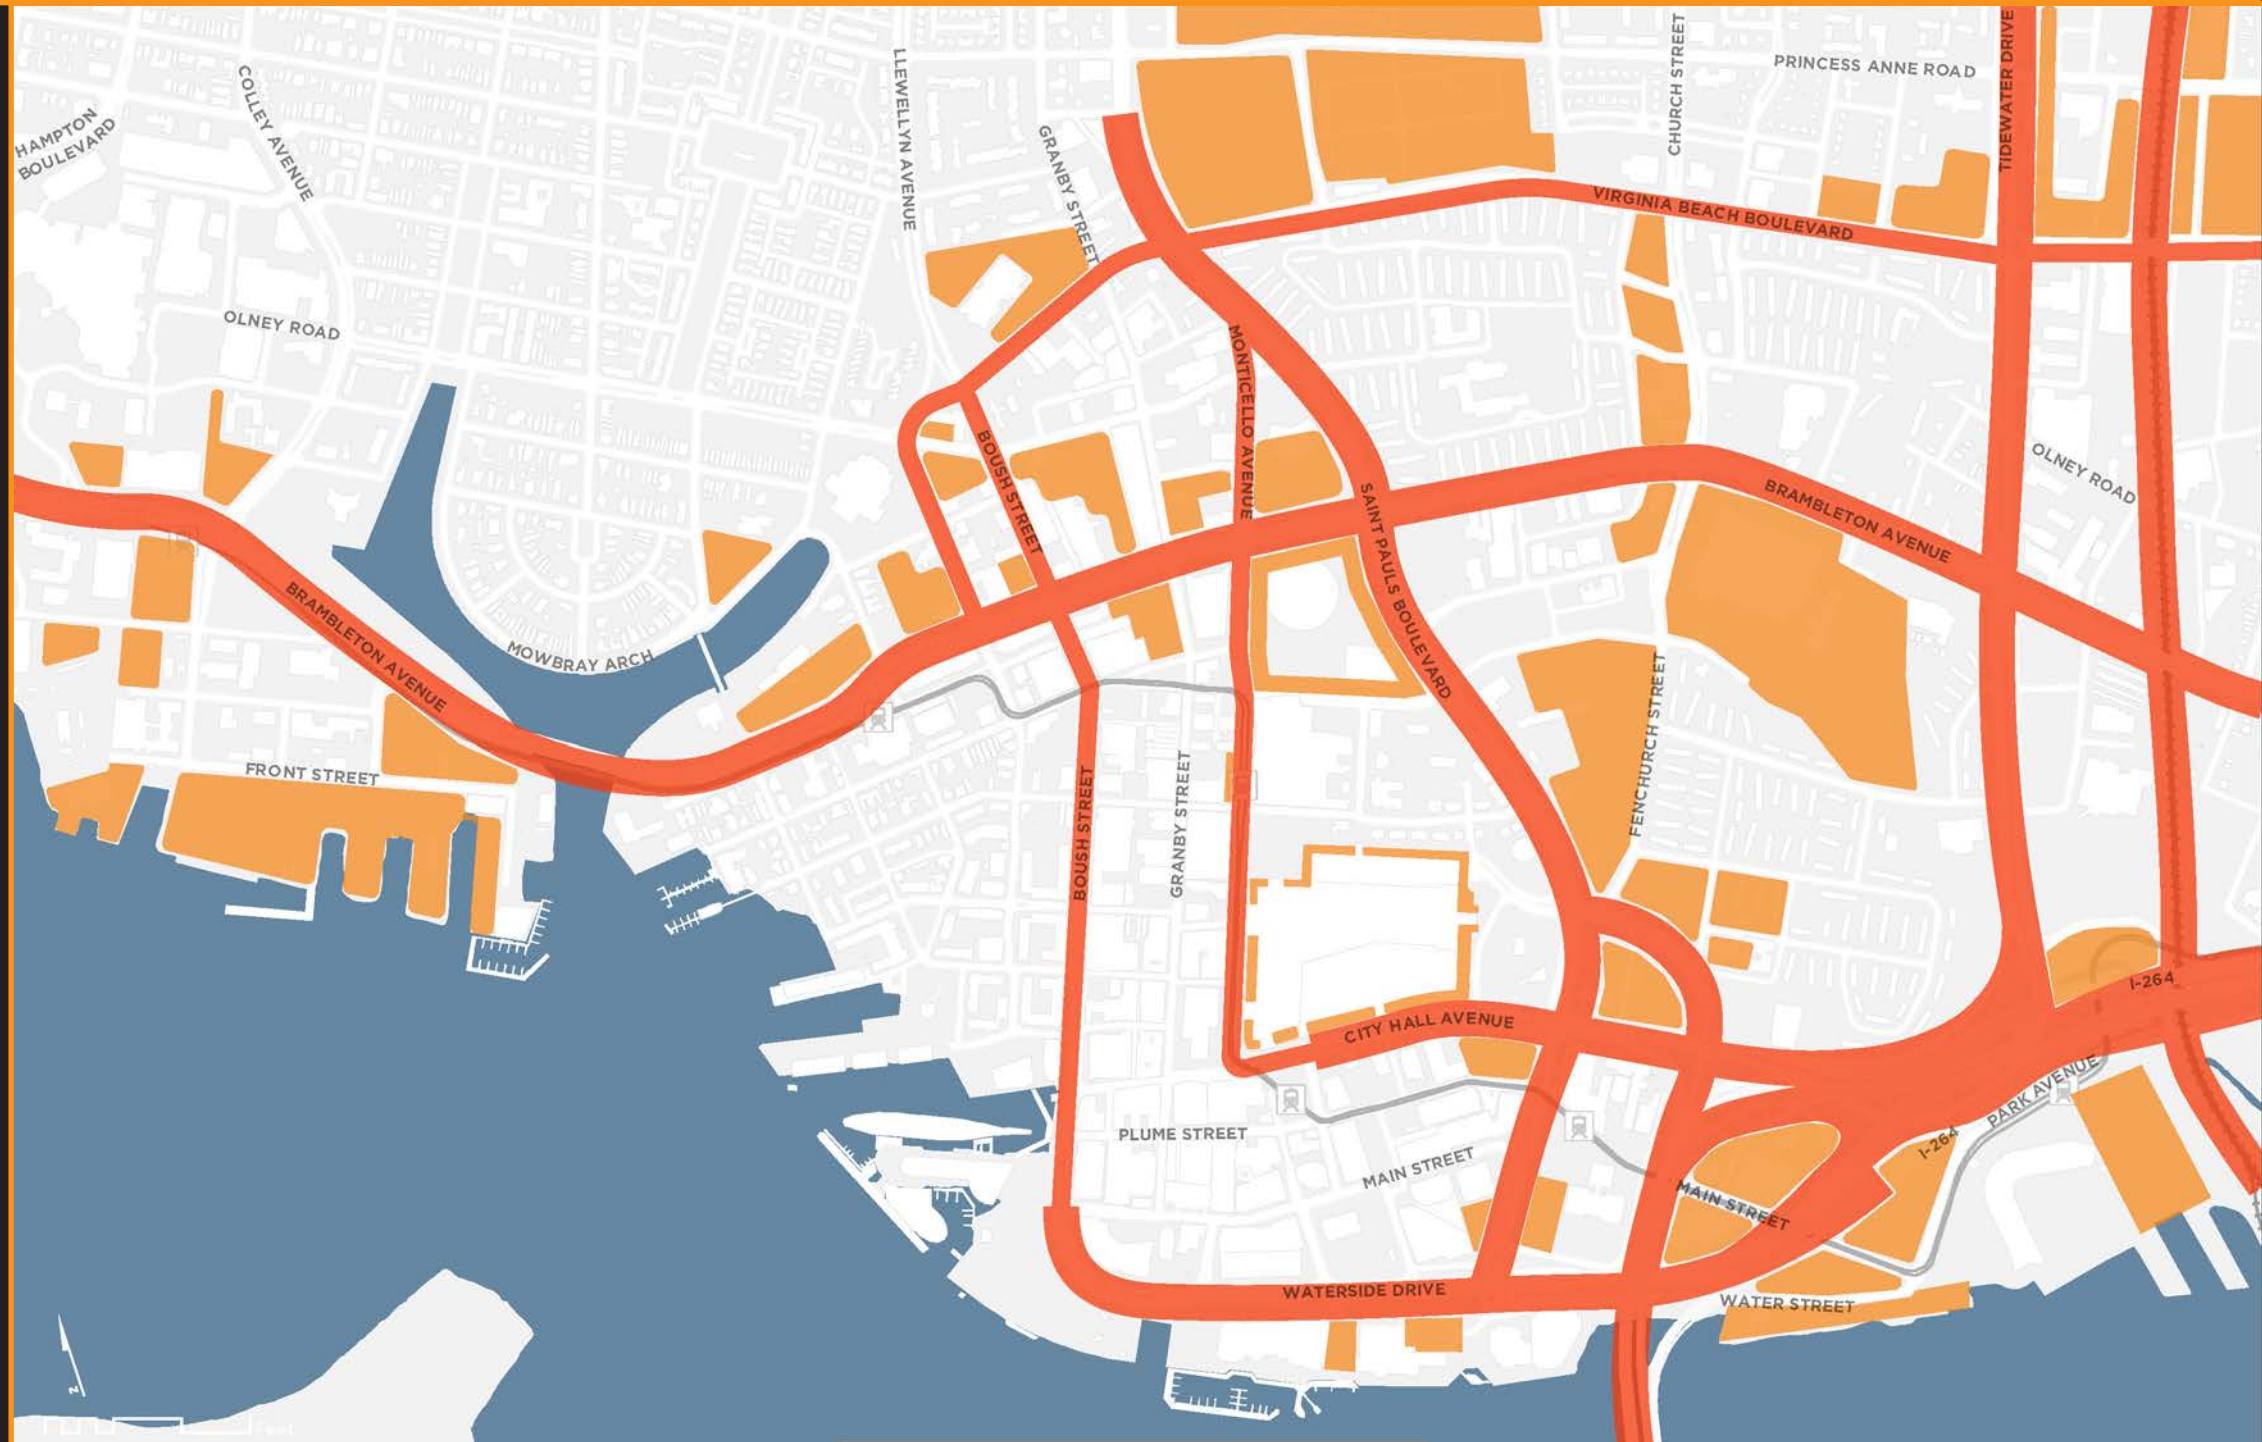 HAMPTON
BOULEVARD
COLLEY AVENUE
LLEWELLYN AVENUE
GRANBY STREET
CHURCH STREET
PRINCESS ANNE ROAD
TIDEWATER DRIVE
VIRGINIA BEACH BOULEVARD
OLNEY ROAD
MONTICELLO AVENUE
BOUSH STREET
SAINT PAULS BOULEVARD
BRAMBLETON AVENUE
OLNEY ROAD
BRAMBLETON AVENUE
MOWBRAY ARCH
FENCHURCH STREET
FRONT STREET
BOUSH STREET
GRANBY STREET
I-264
CITY HALL AVENUE
PARK AVENUE
I-264
PLUME STREET
MAIN STREET
MAIN STREET
WATERSIDE DRIVE
WATER STREET
N
Feet